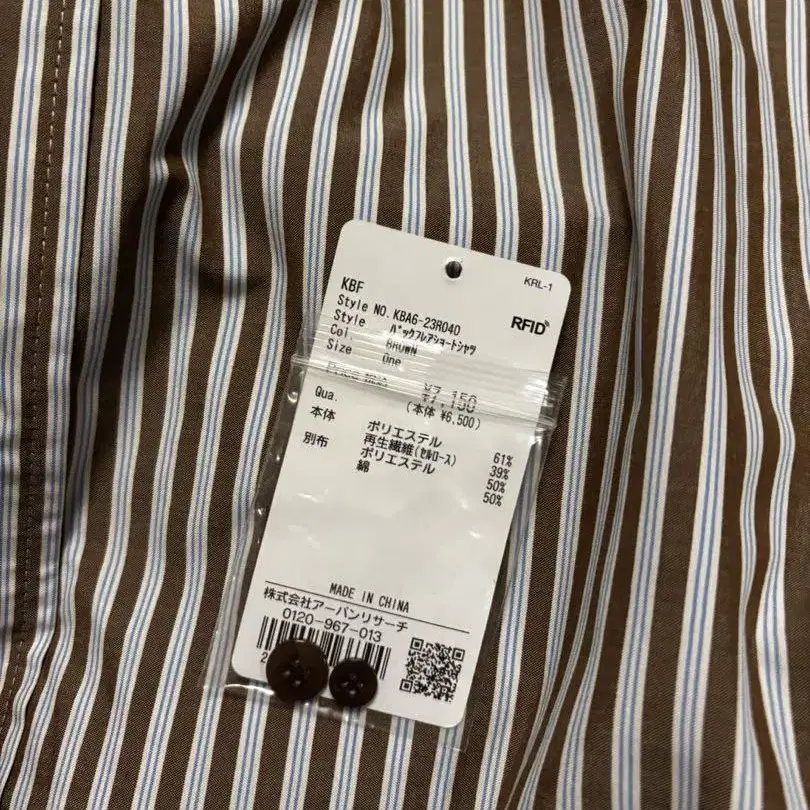 KRL-1
KBF
RFID
Style NO. KBA6-23R040
Style バックフレアショートシャツ
Col. BROWN
Size One
Price 税込 ¥7,150
(本体 ¥6,500)
Qua.
本体 ポリエステル 61%
再生繊維(セルロース) 39%
別布 ポリエステル 50%
綿 50%
MADE IN CHINA
株式会社アーバンリサーチ
0120-967-013
2